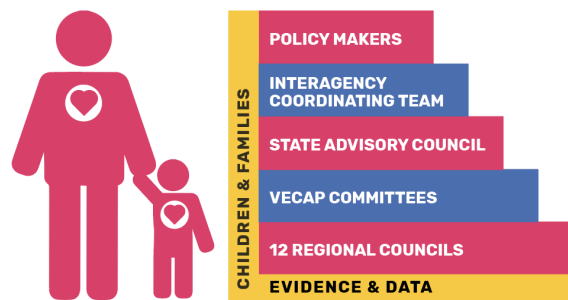 CHILDREN & FAMILIES
POLICY MAKERS
INTERAGENCY
COORDINATING TEAM
STATE ADVISORY COUNCIL
VECAP COMMITTEES
12 REGIONAL COUNCILS
EVIDENCE & DATA